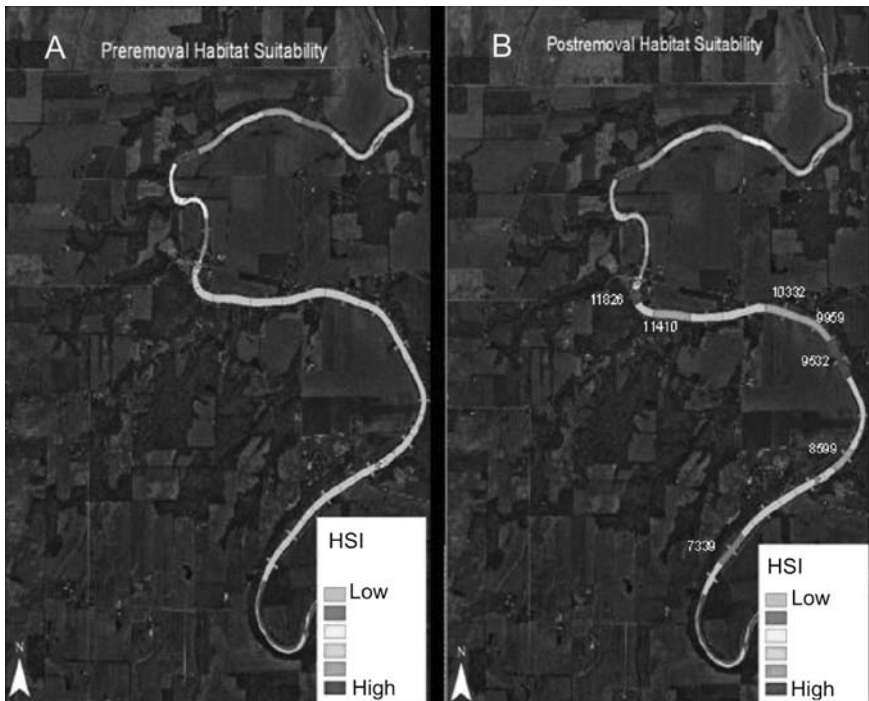 A
Preremoval Habitat Suitability
HSI
Low
High
N
B
Postremoval Habitat Suitability
11826
11410
10332
9959
9532
8599
7339
HSI
Low
High
N